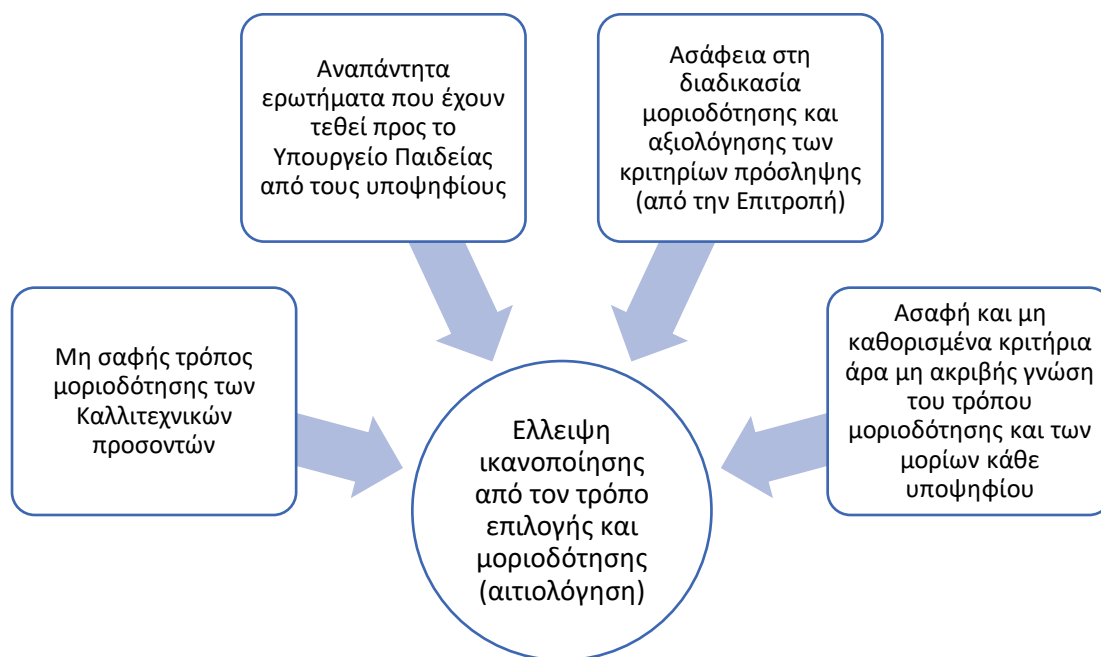 Αναπάντητα
ερωτήματα που έχουν
τεθεί προς το
Υπουργείο Παιδείας
από τους υποψηφίους
Ασάφεια στη
διαδικασία
μοριοδότησης και
αξιολόγησης των
κριτηρίων πρόσληψης
(από την Επιτροπή)
Μη σαφής τρόπος
μοριοδότησης των
Καλλιτεχνικών
προσοντών
Ασαφή και μη
καθορισμένα κριτήρια
άρα μη ακριβής γνώση
του τρόπου
μοριοδότησης και των
μορίων κάθε
υποψηφίου
Ελλειψη
ικανοποίησης
από τον τρόπο
επιλογής και
μοριοδότησης
(αιτιολόγηση)